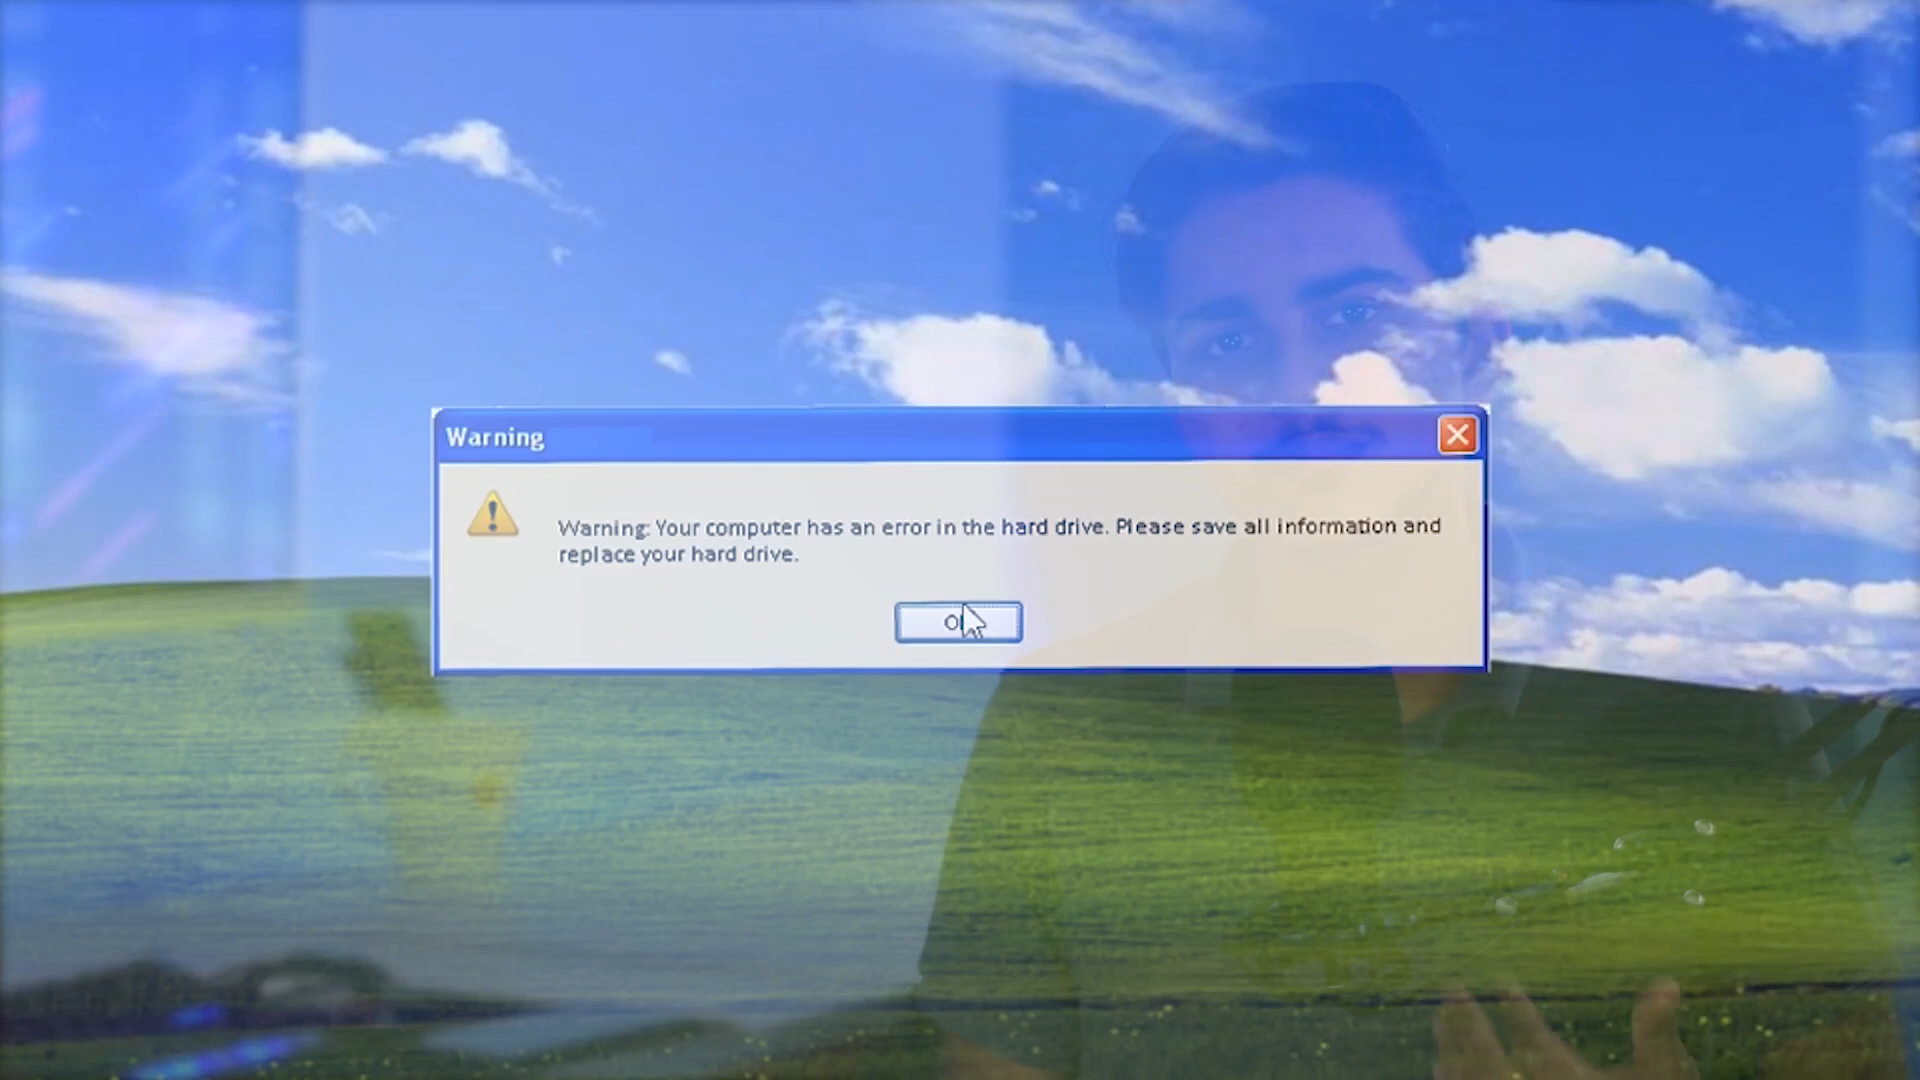 Warning
Warning: Your computer has an error in the hard drive. Please save all information and
replace your hard drive.